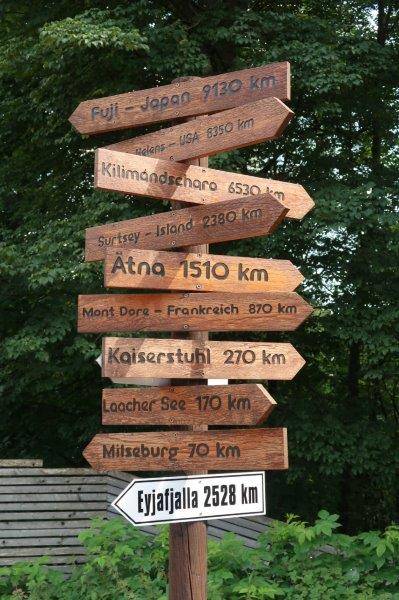 Fuji - Japan 9130 km
Helens - USA 8350 km
Kilimandscharo 6530 km
Surtsey - Island 2380 km
Ätna 1510 km
Mont Dore - Frankreich 870 km
Kaiserstuhl 270 km
Laacher See 170 km
Milseburg 70 km
Eyjafjalla 2528 km